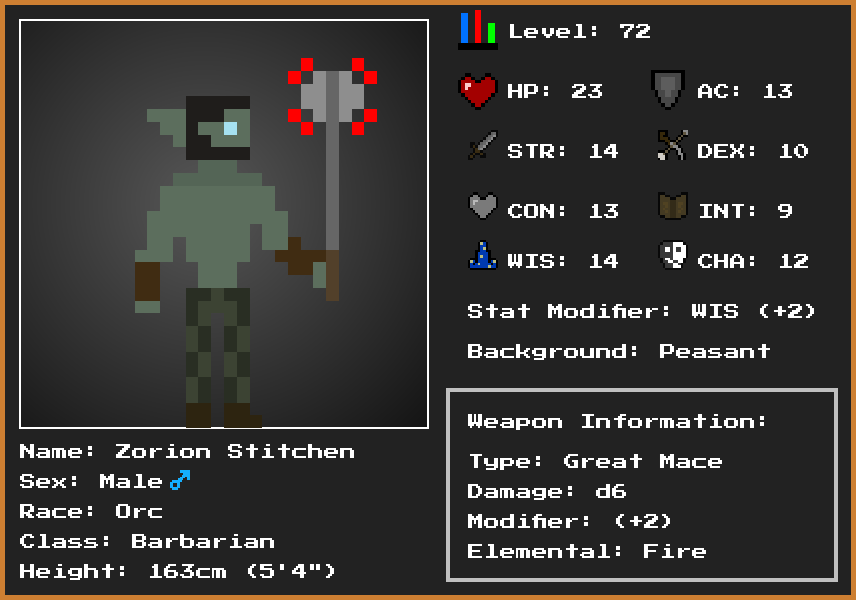 Level: 72
HP: 23 AC: 13
STR: 14 DEX: 10
CON: 13 INT: 9
WIS: 14 CHA: 12
Stat Modifier: WIS (+2)
Background: Peasant
Weapon Information:
Type: Great Mace
Damage: d6
Modifier: (+2)
Elemental: Fire
Name: Zorion Stitchen
Sex: Male♂
Race: Orc
Class: Barbarian
Height: 163cm (5'4")